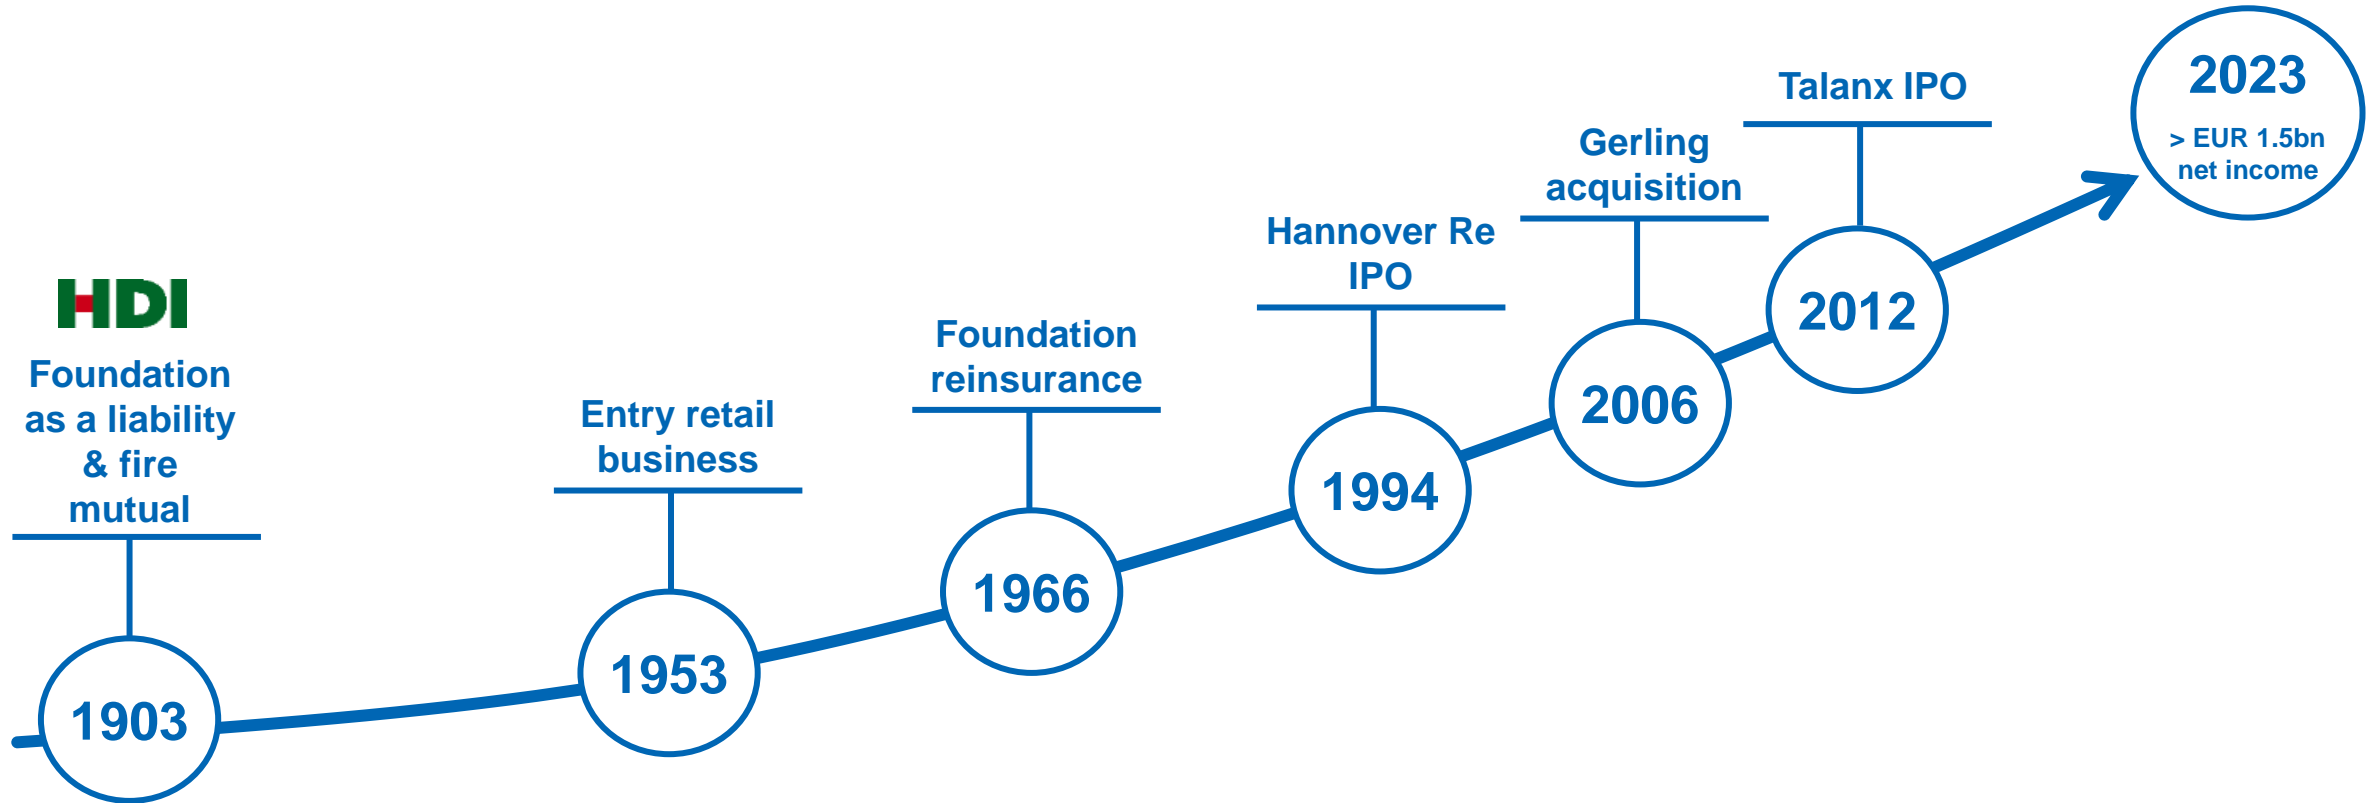 HDI
Foundation
as a liability
& fire
mutual
1903
Entry retail
business
1953
Foundation
reinsurance
1966
Hannover Re
IPO
1994
Gerling
acquisition
2006
Talanx IPO
2012
2023
> EUR 1.5bn
net income